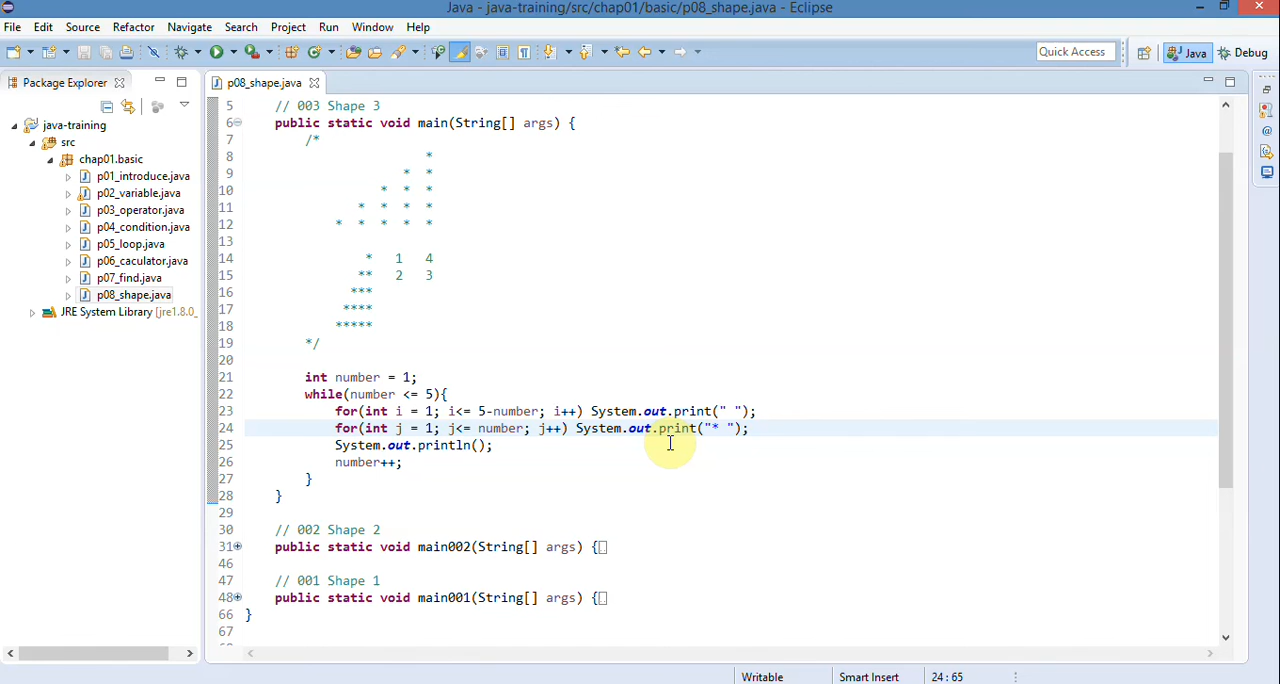 Java - java-training/src/chap01/basic/p08_shape.java - Eclipse
File Edit Source Refactor Navigate Search Project Run Window Help
Quick Access Java Debug
Package Explorer
java-training
src
chap01.basic
p01_introduce.java
p02_variable.java
p03_operator.java
p04_condition.java
p05_loop.java
p06_caculator.java
p07_find.java
p08_shape.java
JRE System Library [jre1.8.0_
p08_shape.java
5 // 003 Shape 3
6 public static void main(String[] args) {
7 /*
8 *
9 * *
10 * * *
11 * * * *
12 * * * * *
13
14 * 1 4
15 ** 2 3
16 ***
17 ****
18 *****
19 */
20
21 int number = 1;
22 while(number <= 5){
23 for(int i = 1; i<= 5-number; i++) System.out.print(" ");
24 for(int j = 1; j<= number; j++) System.out.print("* ");
25 System.out.println();
26 number++;
27 }
28 }
29
30 // 002 Shape 2
31 public static void main002(String[] args) {
46
47 // 001 Shape 1
48 public static void main001(String[] args) {
66 }
67
Writable Smart Insert 24 : 65